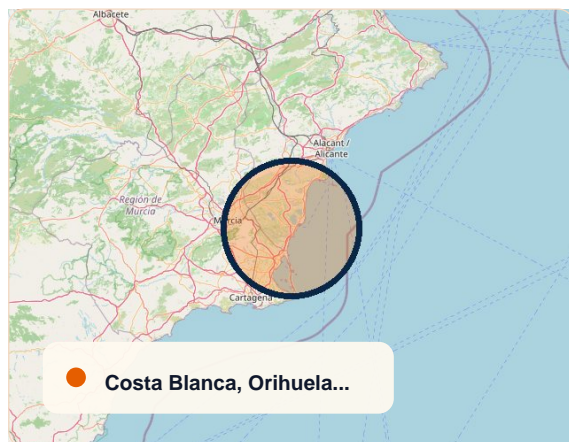 Albacete
Alacant /
Alicante
Región de
Murcia
Murcia
Cartagena
Costa Blanca, Orihuela...